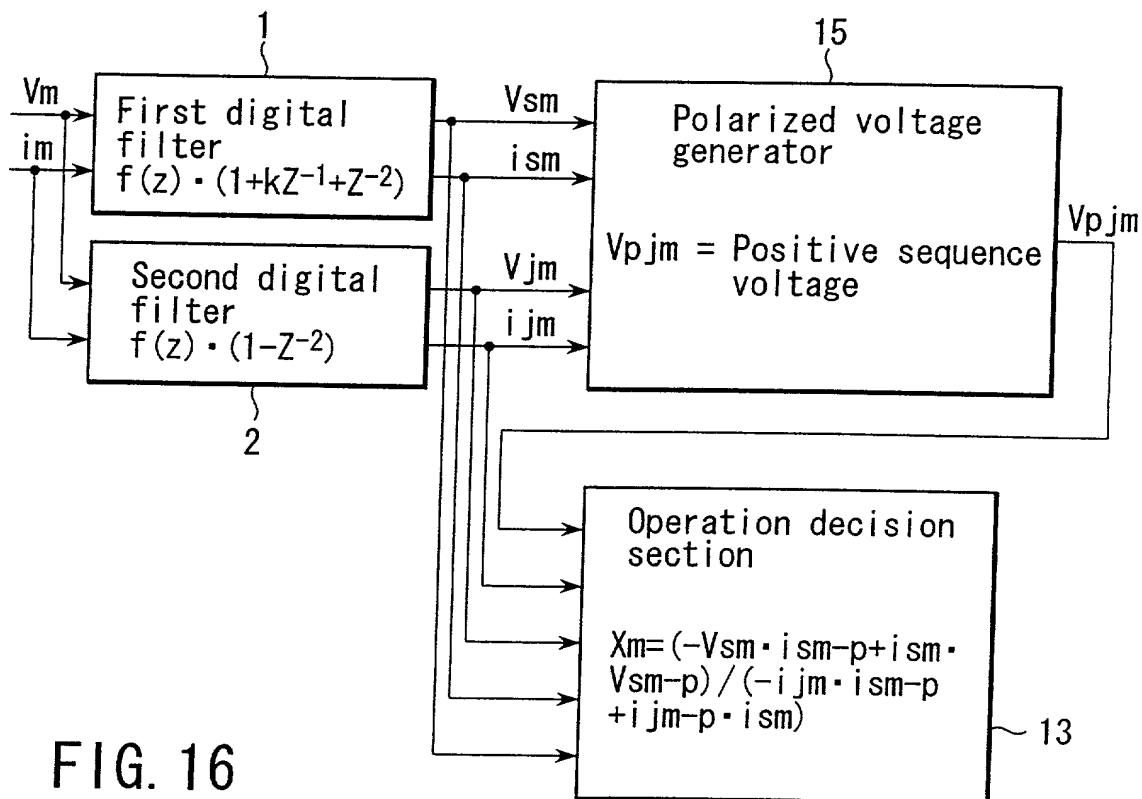 1
15
Vm
im
First digital
filter
f(z)・(1+kZ⁻¹+Z⁻²)
Vsm
ism
Polarized voltage
generator
Vpjm = Positive sequence
voltage
Vpjm
Second digital
filter
f(z)・(1-Z⁻²)
Vjm
ijm
2
Operation decision
section
Xm=(-Vsm・ism-p+ism・
Vsm-p)/(-ijm・ism-p
+ijm-p・ism)
13
FIG. 16